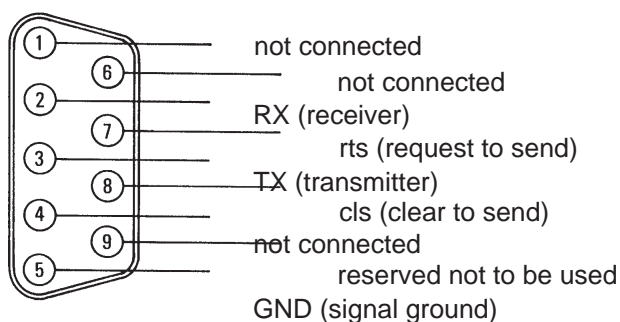 1
not connected
6
not connected
2
RX (receiver)
7
rts (request to send)
3
TX (transmitter)
8
cls (clear to send)
4
not connected
9
reserved not to be used
5
GND (signal ground)